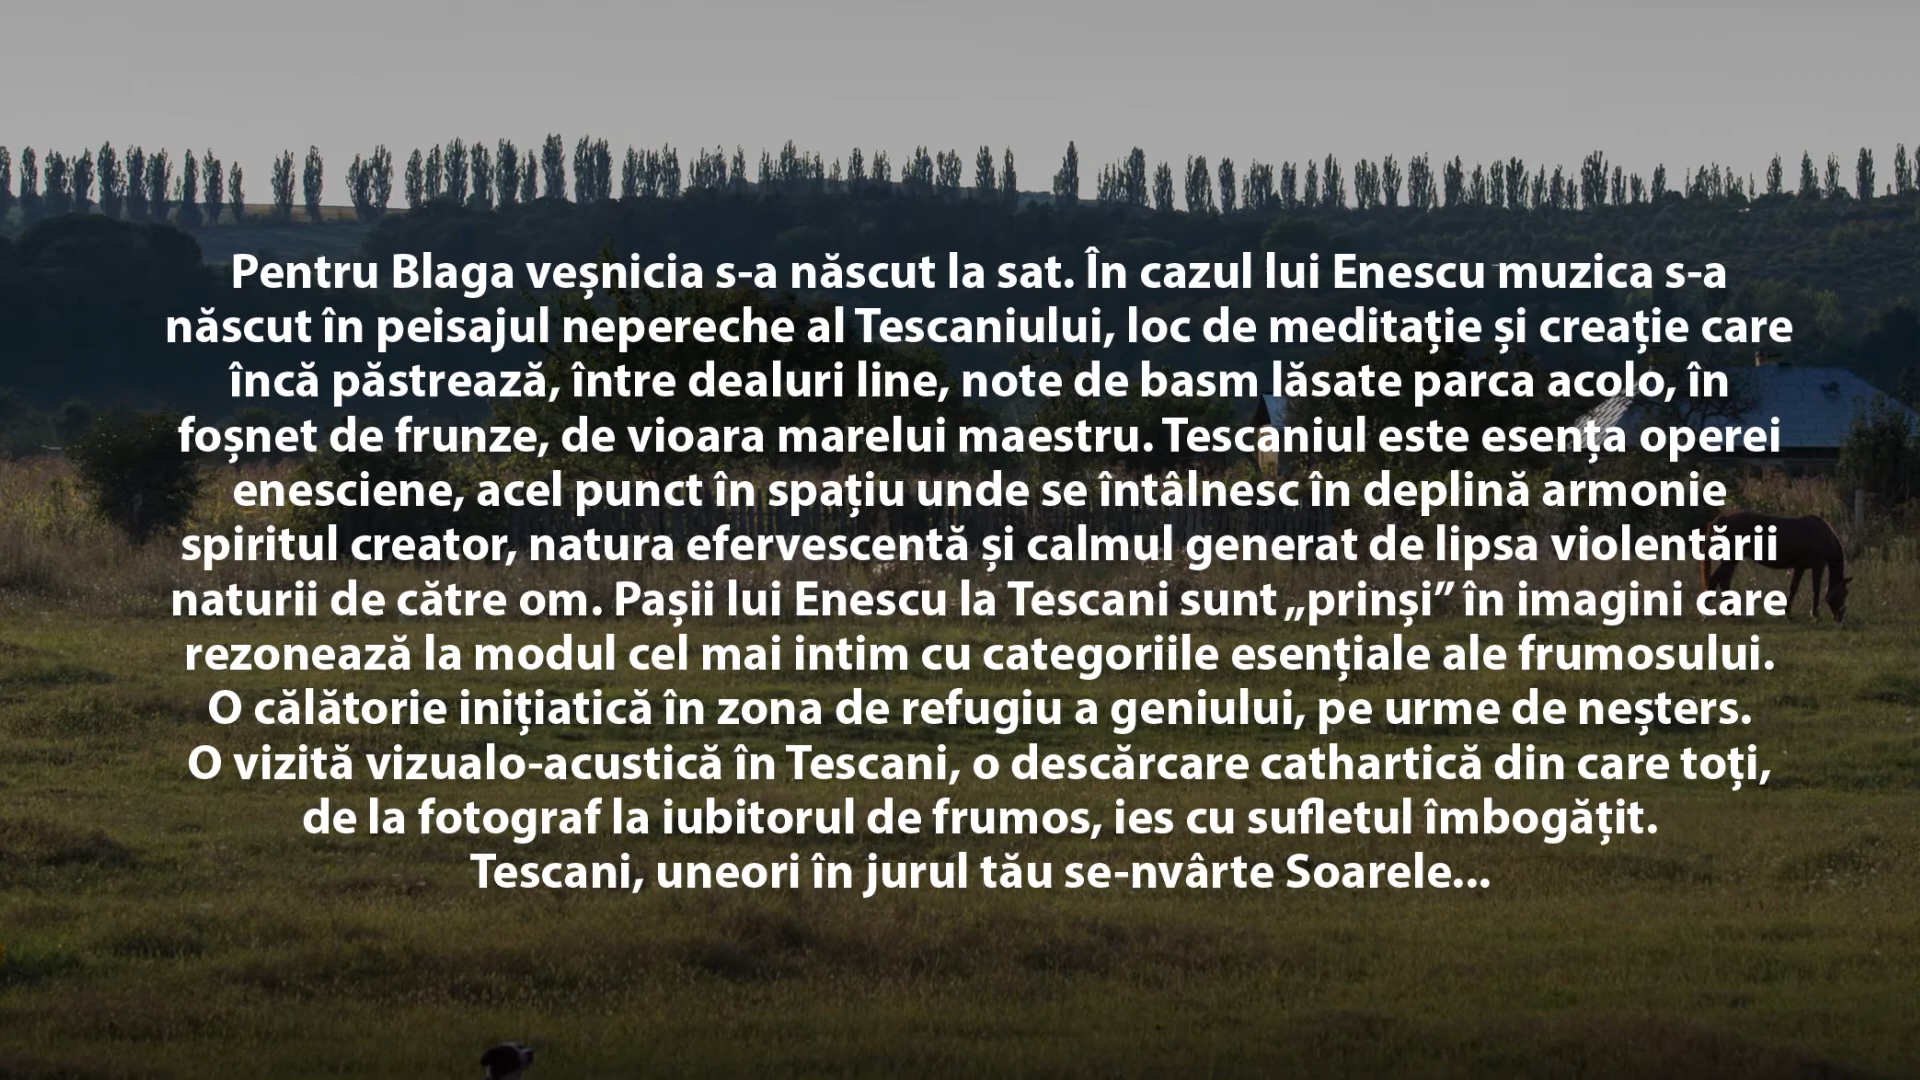 Pentru Blaga veșnicia s-a născut la sat. În cazul lui Enescu muzica s-a
născut în peisajul nepereche al Tescaniului, loc de meditație și creație care
încă păstrează, între dealuri line, note de basm lăsate parca acolo, în
foșnet de frunze, de vioara marelui maestru. Tescaniul este esența operei
enesciene, acel punct în spațiu unde se întâlnesc în deplină armonie
spiritul creator, natura efervescentă și calmul generat de lipsa violentării
naturii de către om. Pașii lui Enescu la Tescani sunt „prinși” în imagini care
rezonează la modul cel mai intim cu categoriile esențiale ale frumosului.
O călătorie inițiatică în zona de refugiu a geniului, pe urme de neșters.
O vizită vizualo-acustică în Tescani, o descărcare cathartică din care toți,
de la fotograf la iubitorul de frumos, ies cu sufletul îmbogățit.
Tescani, uneori în jurul tău se-nvârte Soarele...